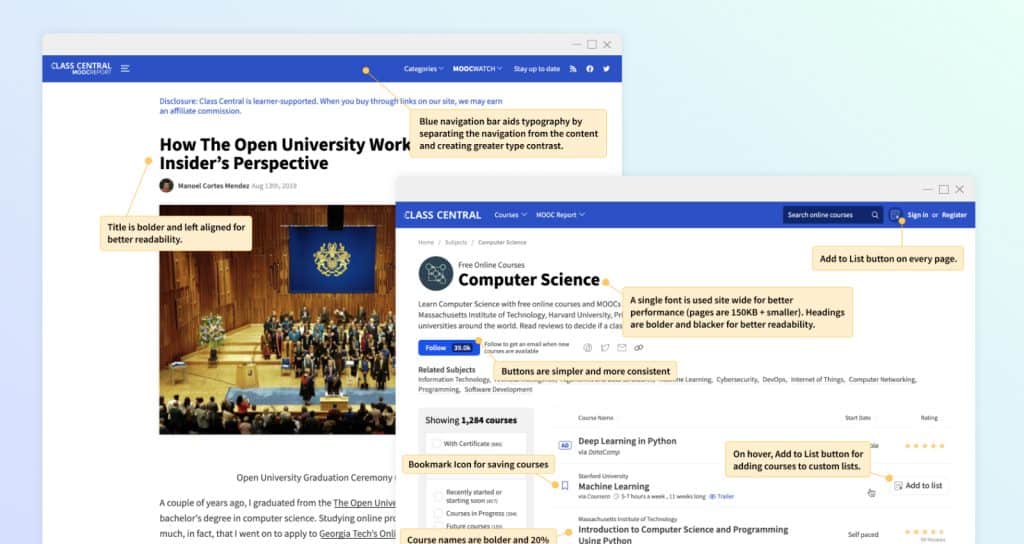 CLASS CENTRAL
MOOCREPORT
Categories
MOOCWATCH
Stay up to date
Disclosure: Class Central is learner-supported. When you buy through links on our site, we may earn
an affiliate commission.
Blue navigation bar aids typography by
separating the navigation from the content
and creating greater type contrast.
How The Open University Work
Insider's Perspective
Manoel Cortes Mendez Aug 13th, 2019
Title is bolder and left aligned for
better readability.
Open University Graduation Ceremony
A couple of years ago, I graduated from the The Open Unive
bachelor's degree in computer science. Studying online pro
much, in fact, that I went on to apply to Georgia Tech's Onli
CLASS CENTRAL
Courses
MOOC Report
Search online courses
Sign in or Register
Add to List button on every page.
Home / Subjects / Computer Science
Free Online Courses
Computer Science
A single font is used site wide for better
performance (pages are 150KB + smaller). Headings
are bolder and blacker for better readability.
Learn Computer Science with free online courses and MOOCs
Massachusetts Institute of Technology, Harvard University, Pri
universities around the world. Read reviews to decide if a clas
Follow 39.0k
Follow to get an email when new
courses are available
Buttons are simpler and more consistent
Related Subjects
Information Technology, Machine Learning, Cybersecurity, DevOps, Internet of Things, Computer Networking,
Programming, Software Development
Showing 1,284 courses
With Certificate
Recently started or
starting soon
Courses in Progress
Future courses
Course Name
Start Date
Rating
AD
Deep Learning in Python
via DataCamp
On hover, Add to List button for
adding courses to custom lists.
Bookmark Icon for saving courses
Stanford University
Machine Learning
via Coursera 5-7 hours a week, 11 weeks long Trailer
Add to list
Massachusetts Institute of Technology
Introduction to Computer Science and Programming
Using Python
Self paced
Course names are bolder and 20%